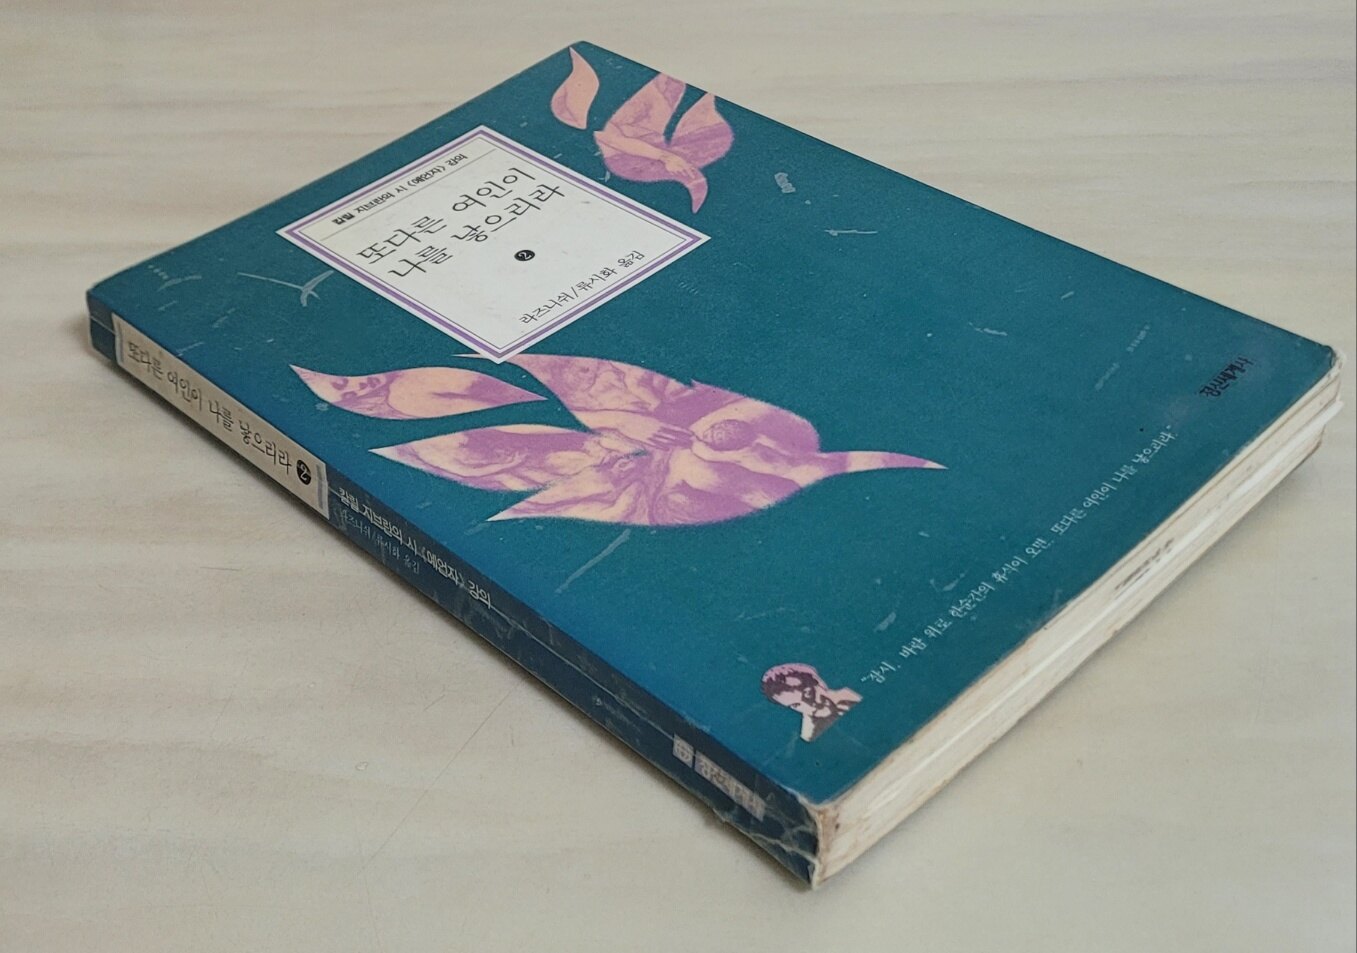 칼릴 지브란의 시 <예언자> 강의
또다른 여인이
나를 낳으리라
2
라즈니쉬/류시화 옮김
정신세계사
"잠시, 바람 위로 한순간의 휴식이 오면, 또다른 여인이 나를 낳으리라."
또다른 여인이 나를 낳으리라 2
칼릴 지브란의 시 <예언자> 강의
라즈니쉬/류시화 옮김